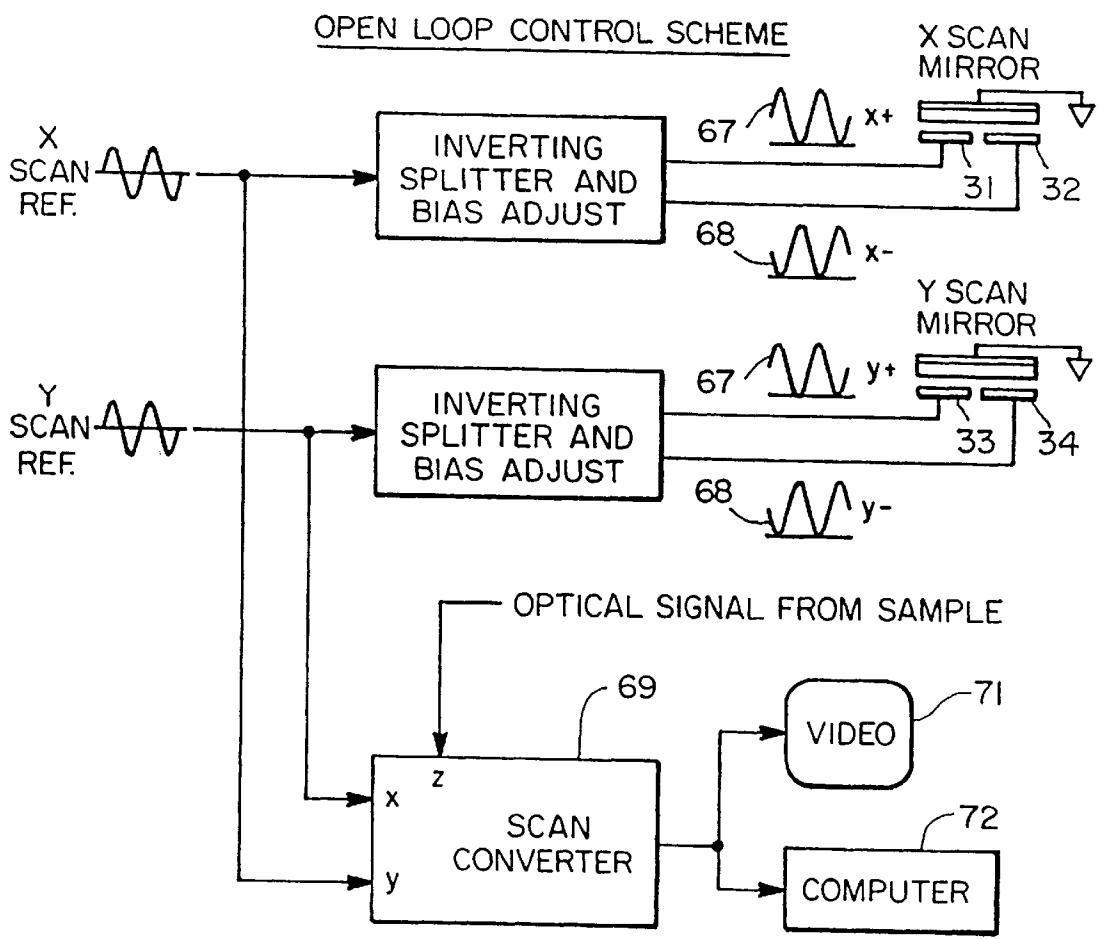 OPEN LOOP CONTROL SCHEME
X SCAN
MIRROR
X
SCAN
REF.
INVERTING
SPLITTER AND
BIAS ADJUST
67
x+
31
32
68
x-
Y SCAN
MIRROR
Y
SCAN
REF.
INVERTING
SPLITTER AND
BIAS ADJUST
67
y+
33
34
68
y-
OPTICAL SIGNAL FROM SAMPLE
69
z
x
y
SCAN
CONVERTER
VIDEO
71
72
COMPUTER